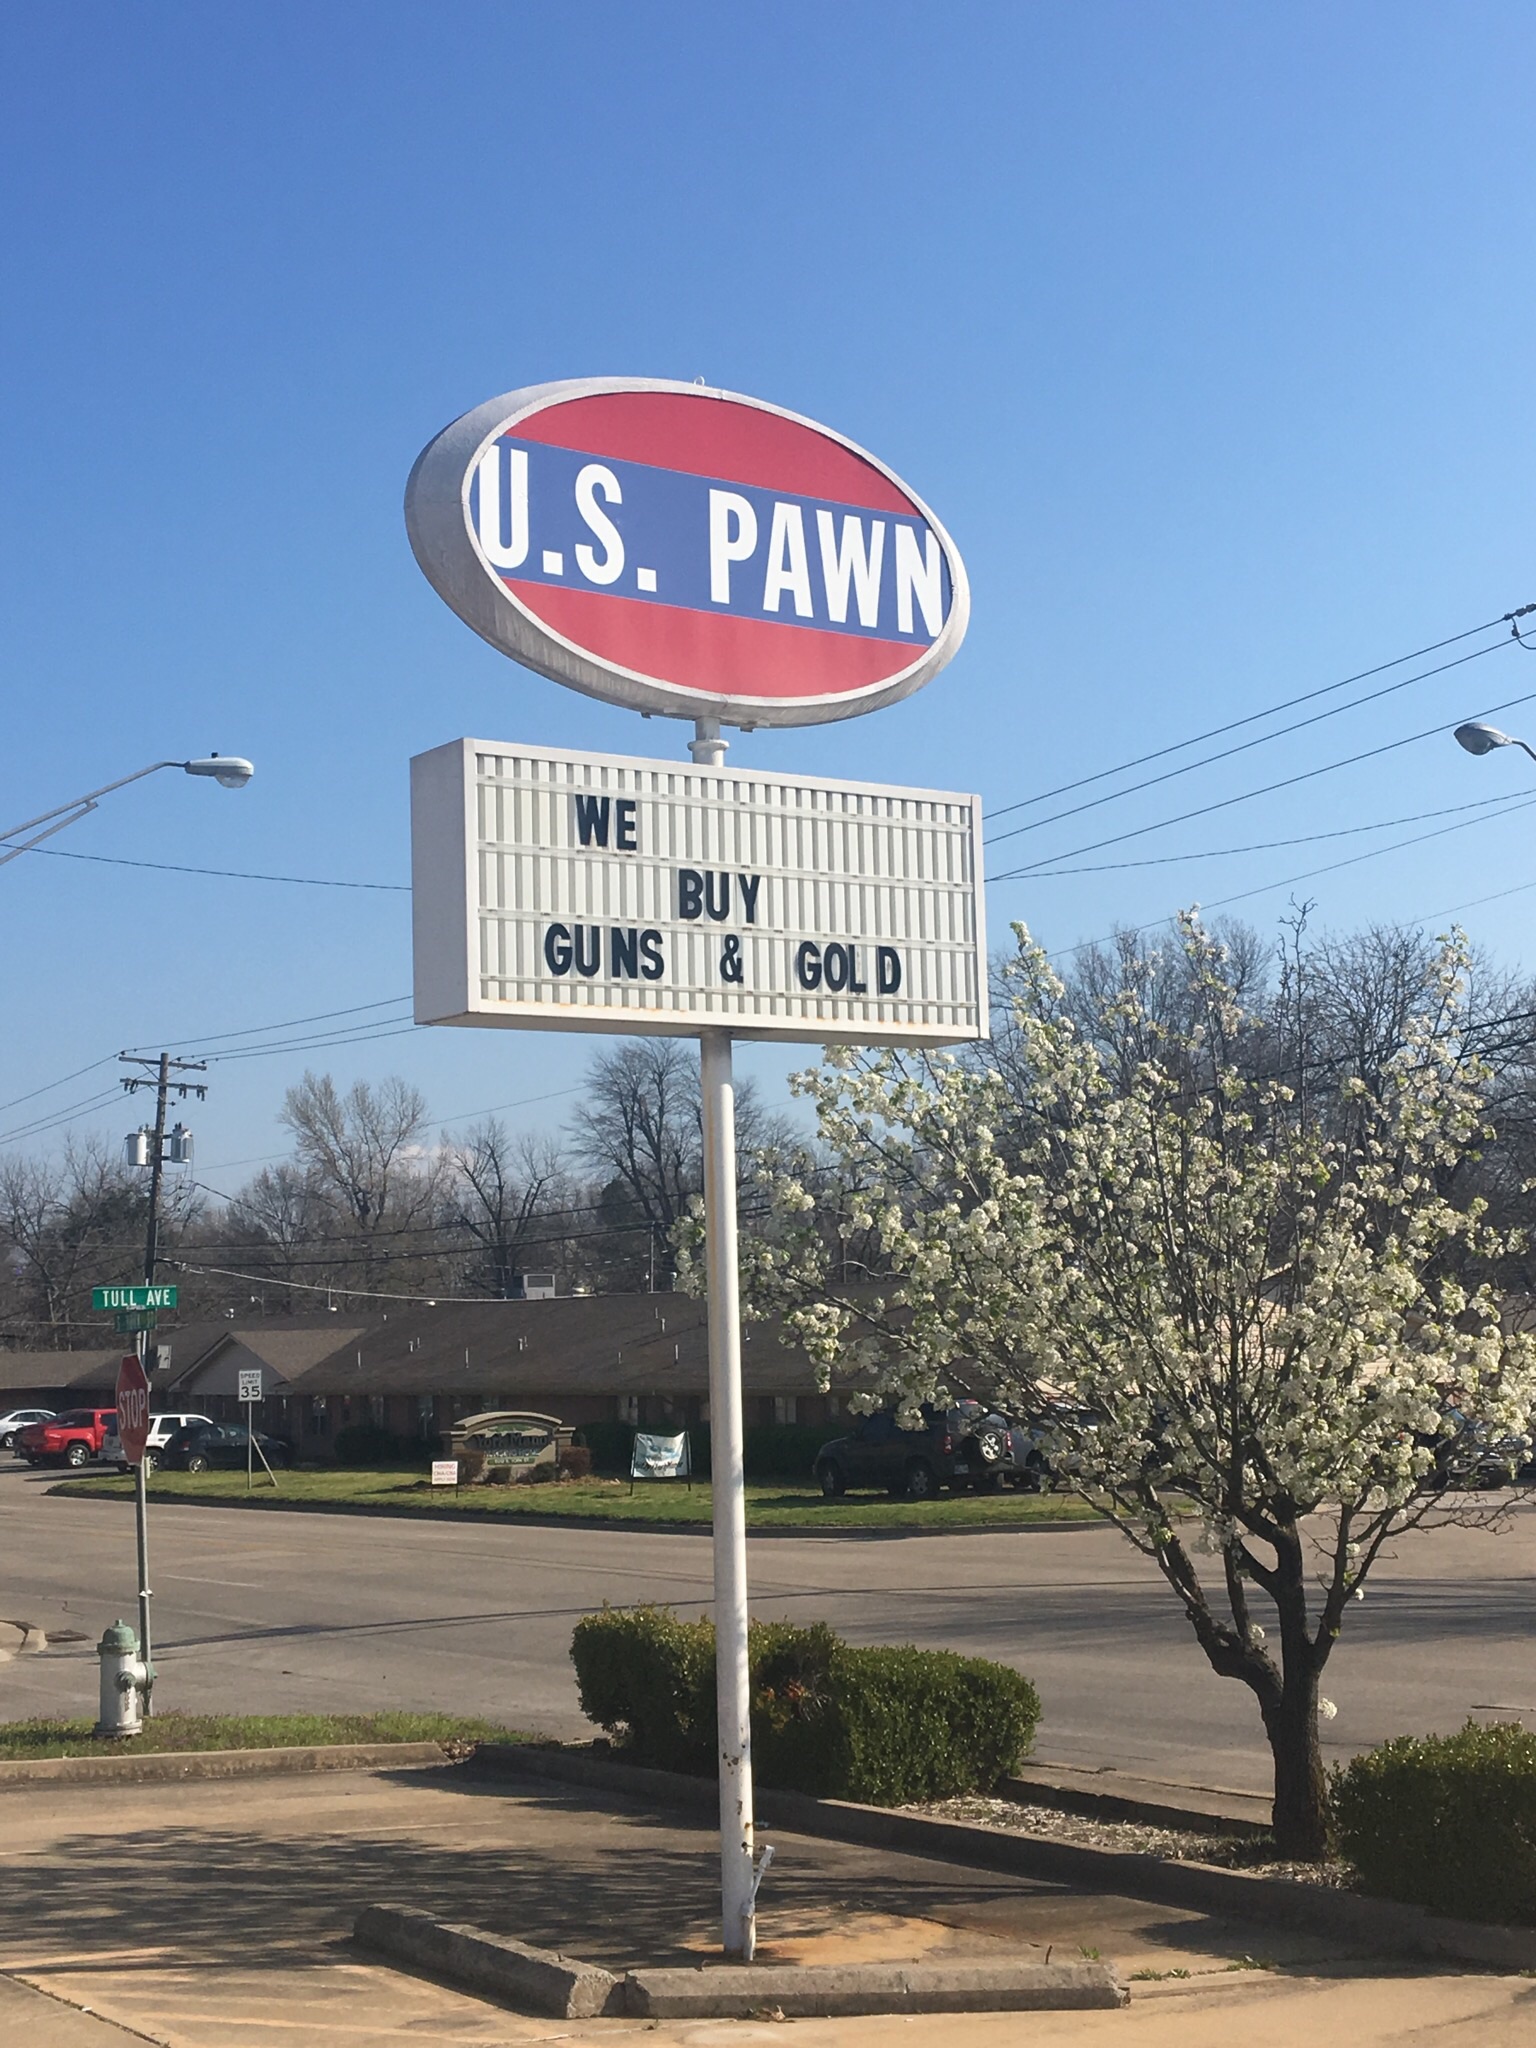 U.S. PAWN
WE
BUY
GUNS & GOLD
TULL AVE
STOP
SPEED
LIMIT
35